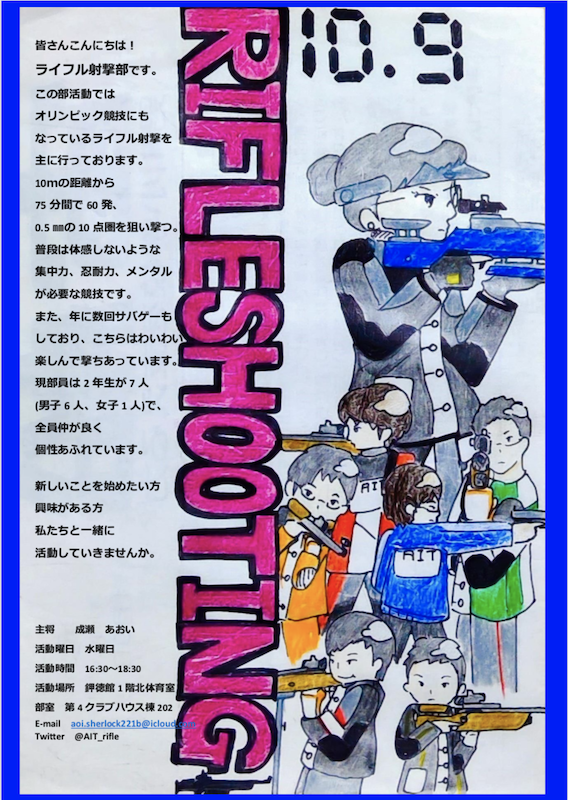 皆さんこんにちは！
ライフル射撃部です。
この部活動では
オリンピック競技にも
なっているライフル射撃を
主に行っております。
10mの距離から
75 分間で 60 発、
0.5 ㎜の 10 点圏を狙い撃つ。
普段は体感しないような
集中力、忍耐力、メンタル
が必要な競技です。
また、年に数回サバゲーも
しており、こちらはわいわい
楽しんで撃ちあっています。
現部員は 2 年生が 7 人
(男子 6 人、女子 1 人)で、
全員仲が良く
個性あふれています。
新しいことを始めたい方
興味がある方
私たちと一緒に
活動していきませんか。
主将　成瀬　あおい
活動曜日　水曜日
活動時間　16:30～18:30
活動場所　鉀徳館 1 階北体育室
部室　第 4 クラブハウス棟 202
E-mail　aoi.sherlock221b@icloud.com
Twitter　@AIT_rifle
RIFLESHOOTING
10.9
AIT
AIT